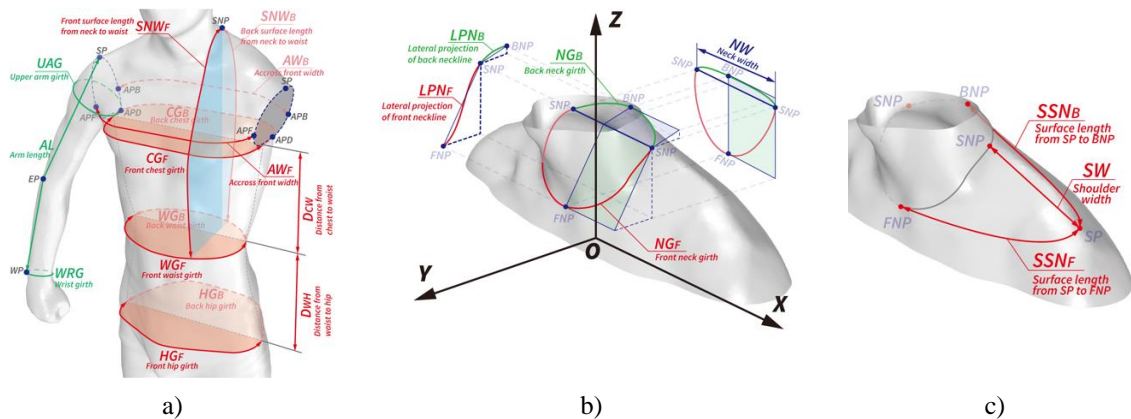 Front surface length
from neck to waist
SNWF
SNP
SNWB
Back surface length
from neck to waist
SP
UAG
Upper arm girth
AWB
Accross front width
SP
APB
APF
APD
CGB
Back chest girth
APB
APF
APD
AL
Arm length
CGF
Front chest girth
AWF
Accross front width
EP
DCW
Distance from
chest to waist
WGB
Back waist girth
WGF
Front waist girth
WP
WRG
Wrist girth
HGB
Back hip girth
DWH
Distance from
waist to hip
HGF
Front hip girth
a)
LPNB
Lateral projection
of back neckline
BNP
SNP
LPNF
Lateral projection
of front neckline
FNP
Z
NGB
Back neck girth
SNP
BNP
SNP
FNP
NGF
Front neck girth
O
Y
X
NW
Neck width
SNP
BNP
SNP
FNP
b)
SNP
BNP
SNP
FNP
SP
SSNB
Surface length
from SP to BNP
SW
Shoulder
width
SSNF
Surface length
from SP to FNP
c)